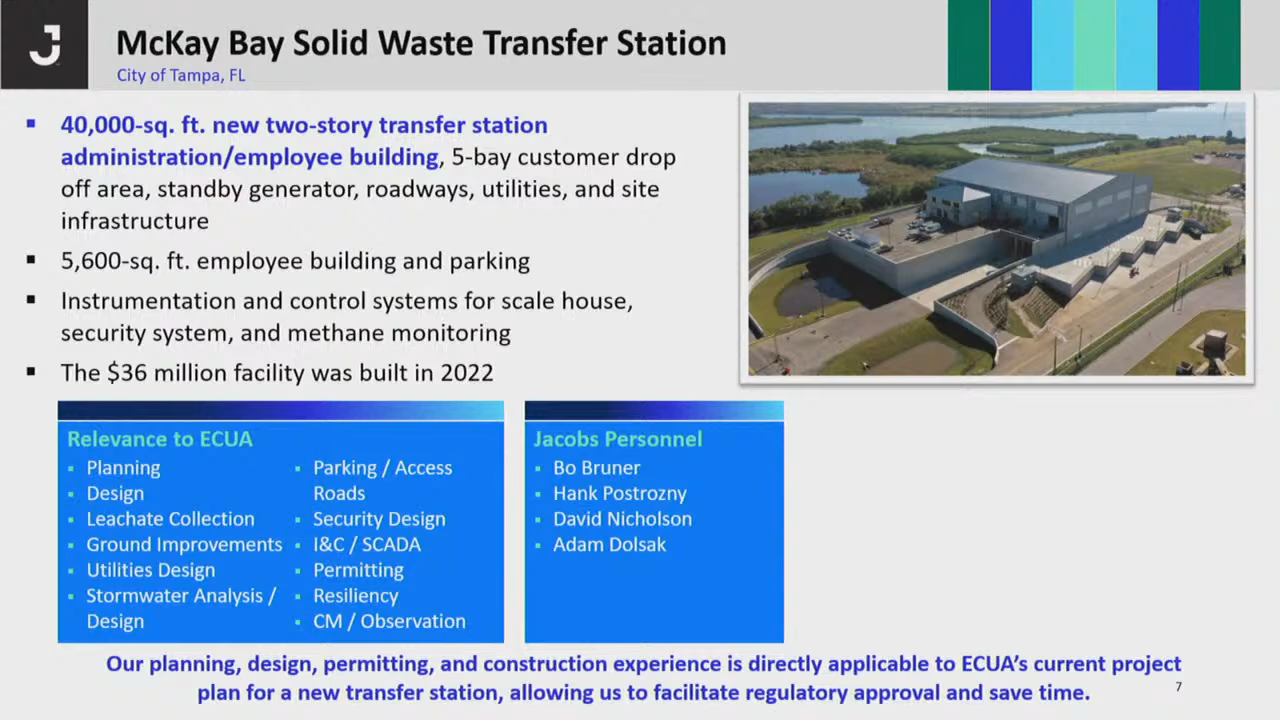 McKay Bay Solid Waste Transfer Station
City of Tampa, FL
▪ 40,000-sq. ft. new two-story transfer station
administration/employee building, 5-bay customer drop
off area, standby generator, roadways, utilities, and site
infrastructure
▪ 5,600-sq. ft. employee building and parking
▪ Instrumentation and control systems for scale house,
security system, and methane monitoring
▪ The $36 million facility was built in 2022
Relevance to ECUA
▪ Planning
▪ Design
▪ Leachate Collection
▪ Ground Improvements
▪ Utilities Design
▪ Stormwater Analysis /
Design
▪ Parking / Access
Roads
▪ Security Design
▪ I&C / SCADA
▪ Permitting
▪ Resiliency
▪ CM / Observation
Jacobs Personnel
▪ Bo Bruner
▪ Hank Postrozny
▪ David Nicholson
▪ Adam Dolsak
Our planning, design, permitting, and construction experience is directly applicable to ECUA's current project
plan for a new transfer station, allowing us to facilitate regulatory approval and save time.
7